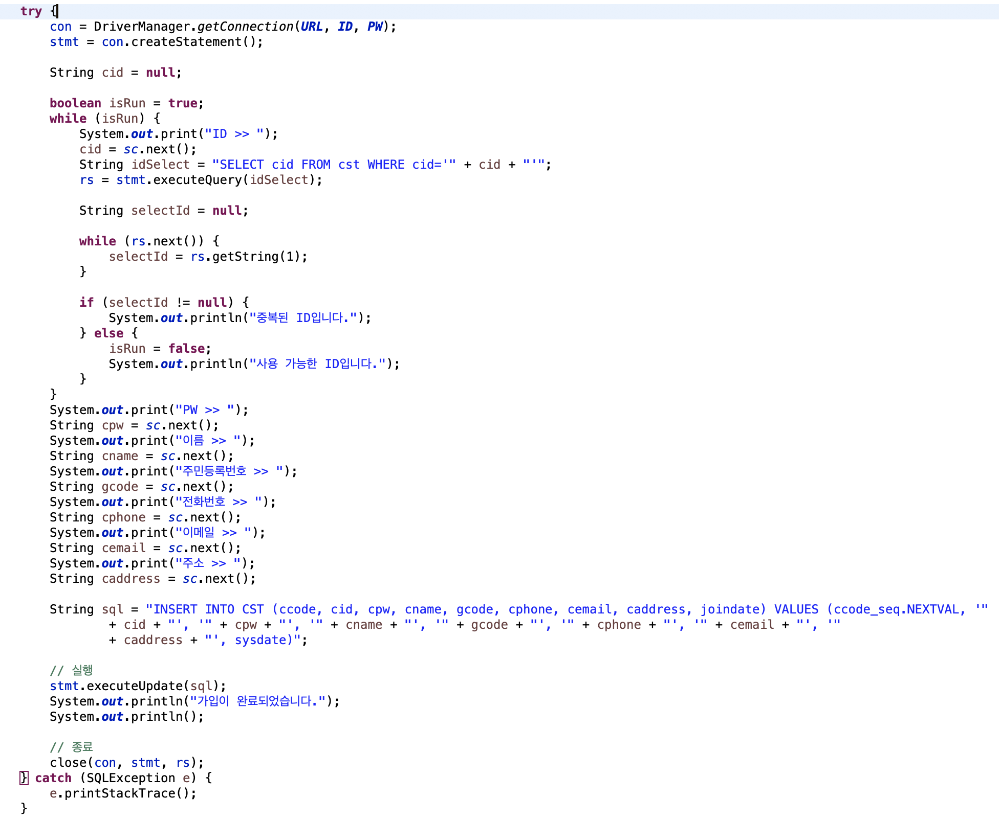 try {
con = DriverManager.getConnection(URL, ID, PW);
stmt = con.createStatement();
String cid = null;
boolean isRun = true;
while (isRun) {
System.out.print("ID >> ");
cid = sc.next();
String idSelect = "SELECT cid FROM cst WHERE cid='" + cid + "'";
rs = stmt.executeQuery(idSelect);
String selectId = null;
while (rs.next()) {
selectId = rs.getString(1);
}
if (selectId != null) {
System.out.println("중복된 ID입니다.");
} else {
isRun = false;
System.out.println("사용 가능한 ID입니다.");
}
}
System.out.print("PW >> ");
String cpw = sc.next();
System.out.print("이름 >> ");
String cname = sc.next();
System.out.print("주민등록번호 >> ");
String gcode = sc.next();
System.out.print("전화번호 >> ");
String cphone = sc.next();
System.out.print("이메일 >> ");
String cemail = sc.next();
System.out.print("주소 >> ");
String caddress = sc.next();
String sql = "INSERT INTO CST (ccode, cid, cpw, cname, gcode, cphone, cemail, caddress, joindate) VALUES (ccode_seq.NEXTVAL, '"
+ cid + "', '" + cpw + "', '" + cname + "', '" + gcode + "', '" + cphone + "', '" + cemail + "', '"
+ caddress + "', sysdate)";
// 실행
stmt.executeUpdate(sql);
System.out.println("가입이 완료되었습니다.");
System.out.println();
// 종료
close(con, stmt, rs);
} catch (SQLException e) {
e.printStackTrace();
}